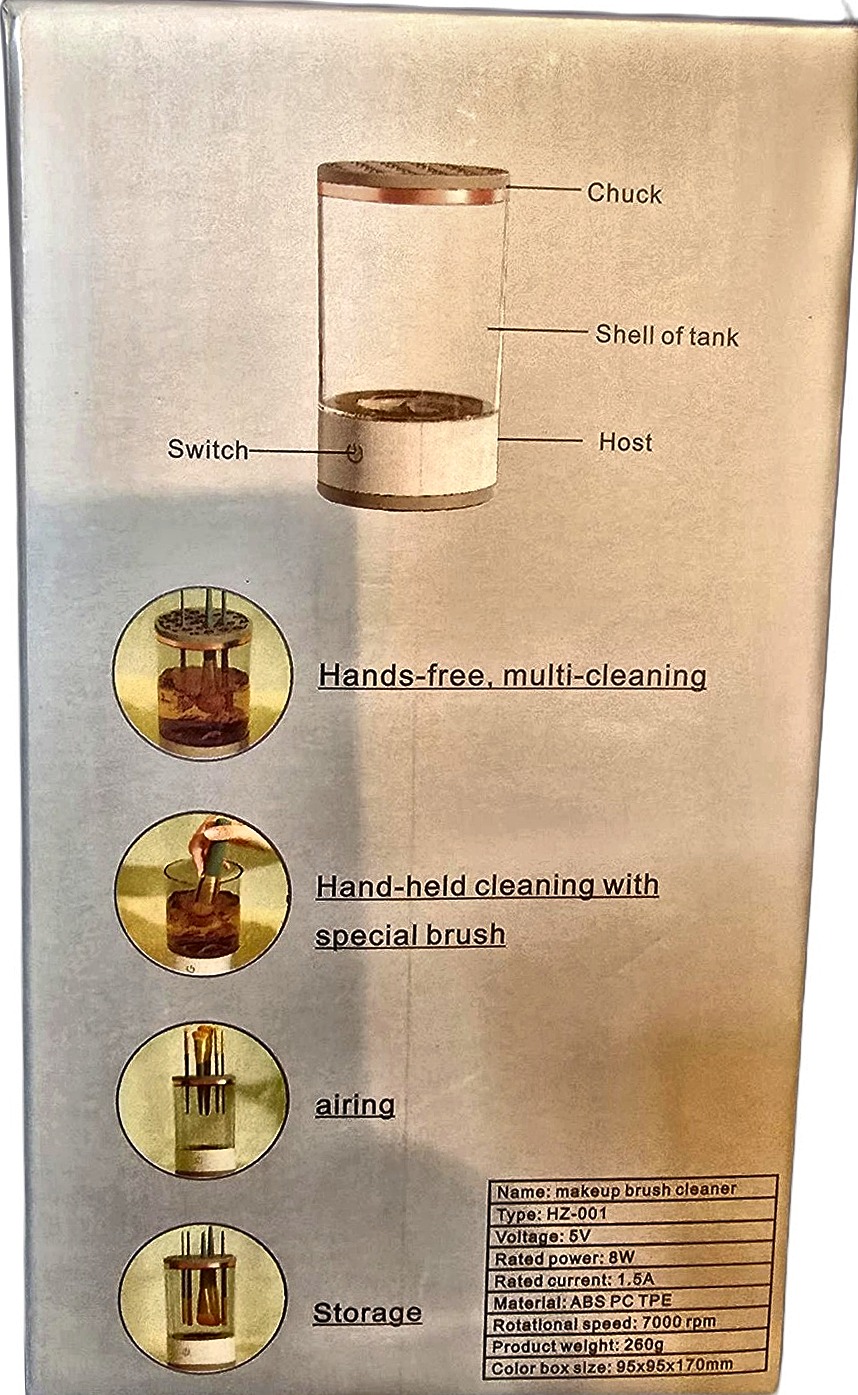 Chuck
Shell of tank
Switch
Host
Hands-free, multi-cleaning
Hand-held cleaning with
special brush
airing
Storage
Name: makeup brush cleaner
Type: HZ-001
Voltage: 5V
Rated power: 8W
Rated current: 1.5A
Material: ABS PC TPE
Rotational speed: 7000 rpm
Product weight: 260g
Color box size: 95x95x170mm